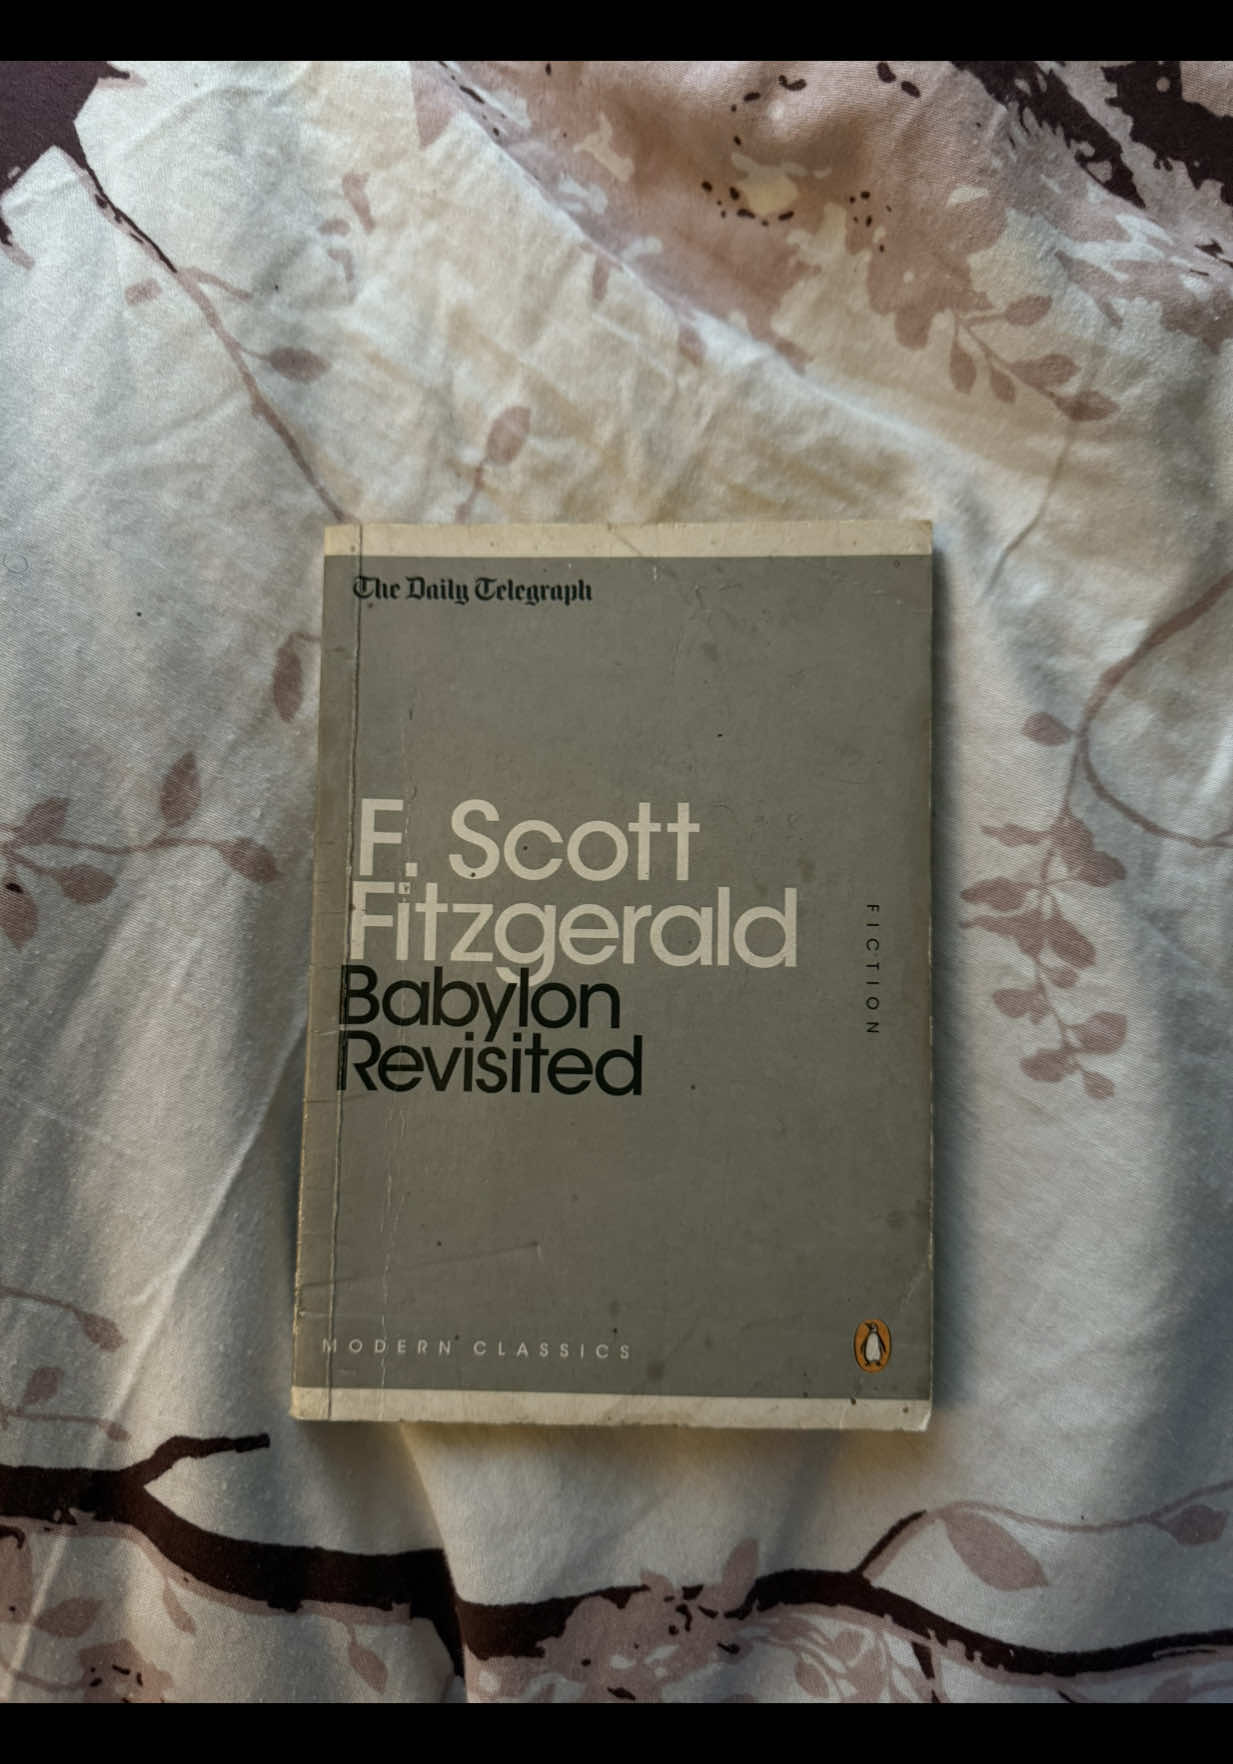 The Daily Telegraph
F. Scott
Fitzgerald
Babylon
Revisited
FICTION
MODERN CLASSICS